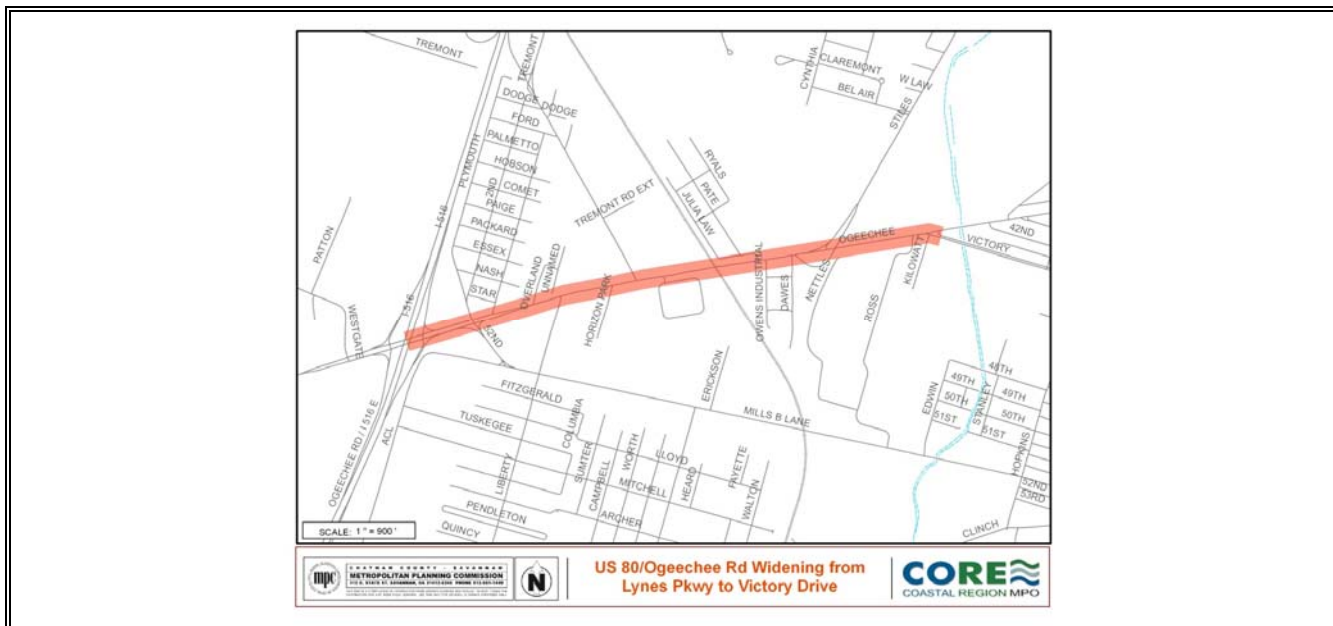 TREMONT
TREMONT
CYNTHIA
CLAREMONT
W LAW
BEL AIR
STILES
DODGE
DODGE
FORD
PALMETTO
PLYMOUTH
HOBSON
2ND
COMET
PAIGE
PACKARD
ESSEX
NASH
STAR
I-516
I-516
PATTON
WESTGATE
RYALS
PATE
JULIA LAW
TREMONT RD EXT
OVERLAND
UNNAMED
HORIZON PARK
OWENS INDUSTRIAL
DAWES
NETTLES
OGEECHEE
ROSS
KILOWATT
42ND
VICTORY
52ND
FITZGERALD
ERICKSON
MILLS B LANE
EDWIN
48TH
49TH
49TH
STANLEY
50TH
50TH
51ST
51ST
HOPKINS
52ND
53RD
CLINCH
OGEECHEE RD / I 516 E
ACL
TUSKEGEE
COLUMBIA
LIBERTY
SUMTER
CAMPBELL
WORTH
LLOYD
MITCHELL
HEARD
FAYETTE
WALTON
PENDLETON
ARCHER
QUINCY
SCALE: 1 " = 900 '
mpc
CHATHAM COUNTY - SAVANNAH
METROPOLITAN PLANNING COMMISSION
N
US 80/Ogeechee Rd Widening from
Lynes Pkwy to Victory Drive
CORE
COASTAL REGION MPO